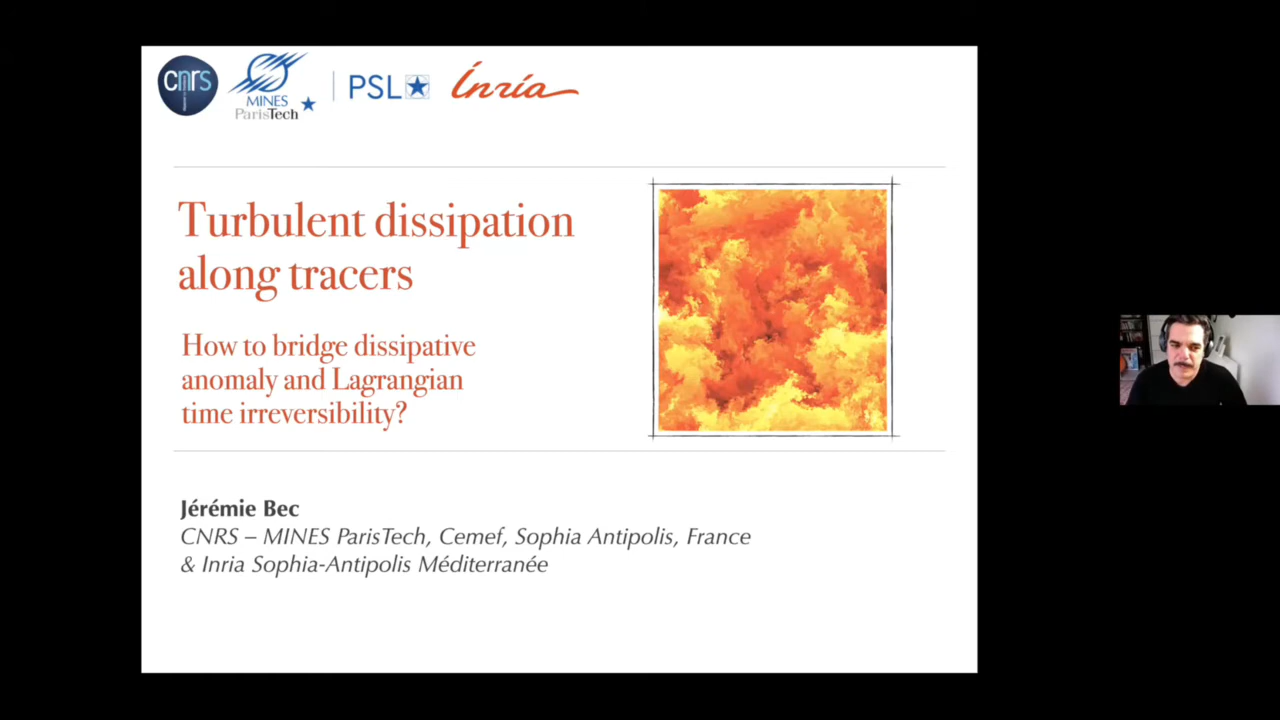 cnrs
MINES
ParisTech
PSL
Inria
Turbulent dissipation
along tracers
How to bridge dissipative
anomaly and Lagrangian
time irreversibility?
Jérémie Bec
CNRS – MINES ParisTech, Cemef, Sophia Antipolis, France
& Inria Sophia-Antipolis Méditerranée